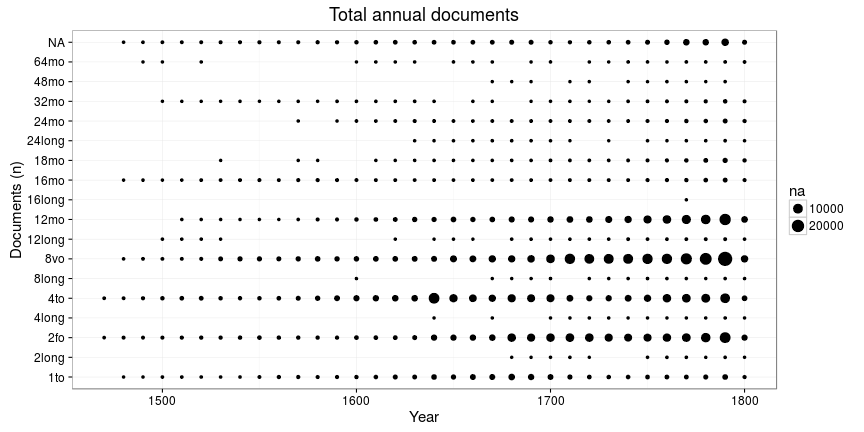 Total annual documents
NA
64mo
48mo
32mo
24mo
24long
18mo
16mo
16long
12mo
12long
8vo
8long
4to
4long
2fo
2long
1to
Documents (n)
1500 1600 1700 1800
Year
na
10000
20000